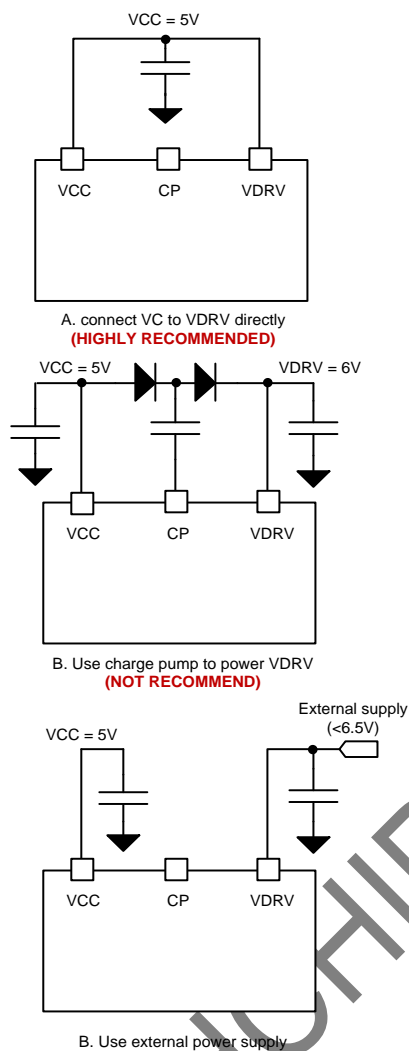 VCC = 5V
VCC CP VDRV
A. connect VC to VDRV directly
(HIGHLY RECOMMENDED)
VCC = 5V VDRV = 6V
VCC CP VDRV
B. Use charge pump to power VDRV
(NOT RECOMMEND)
External supply
(<6.5V)
VCC = 5V
VCC CP VDRV
B. Use external power supply